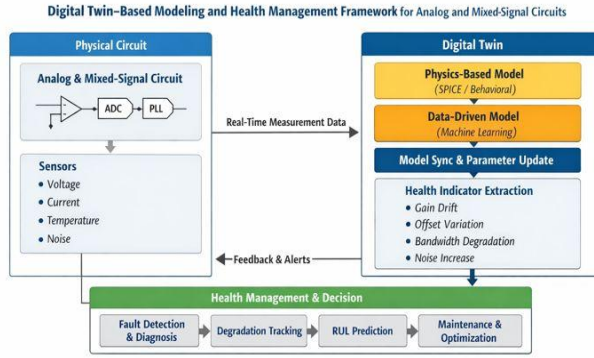 Digital Twin–Based Modeling and Health Management Framework for Analog and Mixed-Signal Circuits
Physical Circuit
Analog & Mixed-Signal Circuit
ADC
PLL
Sensors
• Voltage
• Current
• Temperature
• Noise
Real-Time Measurement Data
Feedback & Alerts
Digital Twin
Physics-Based Model
(SPICE / Behavioral)
Data-Driven Model
(Machine Learning)
Model Sync & Parameter Update
Health Indicator Extraction
• Gain Drift
• Offset Variation
• Bandwidth Degradation
• Noise Increase
Health Management & Decision
Fault Detection
& Diagnosis
Degradation Tracking
RUL Prediction
Maintenance &
Optimization